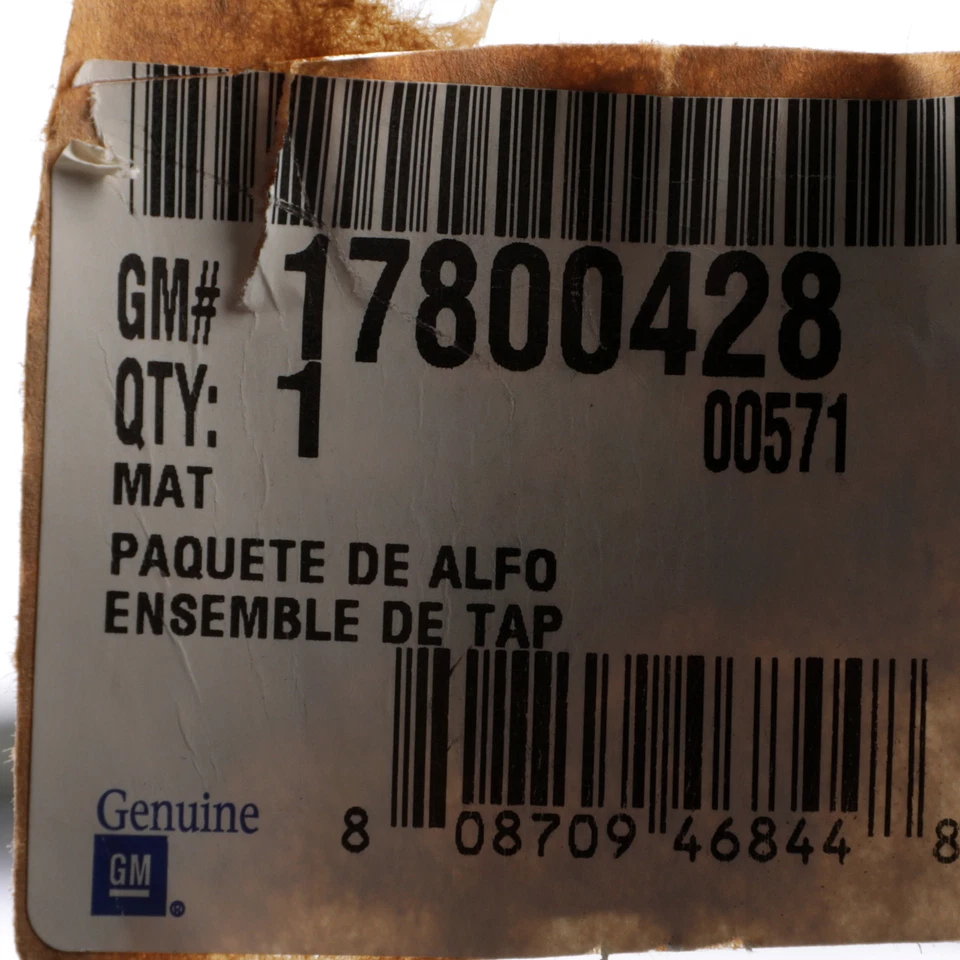 GM# 17800428
QTY: 1 00571
MAT
PAQUETE DE ALFO
ENSEMBLE DE TAP
8 08709 46844 8
Genuine
GM ®